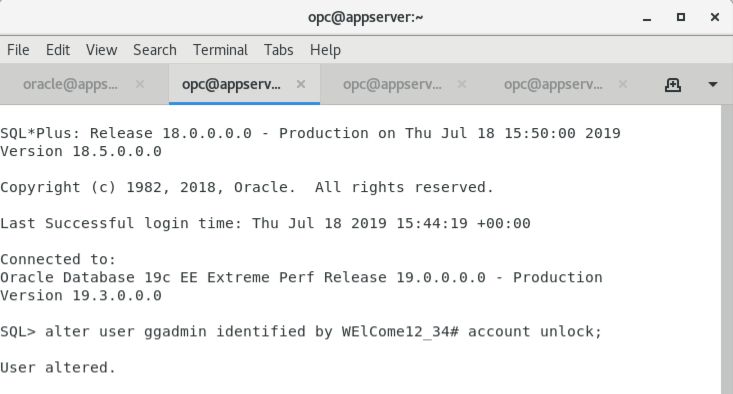 opc@appserver:~
File Edit View Search Terminal Tabs Help
oracle@apps... opc@appserv... opc@appserv... opc@appserv...
SQL*Plus: Release 18.0.0.0.0 - Production on Thu Jul 18 15:50:00 2019
Version 18.5.0.0.0
Copyright (c) 1982, 2018, Oracle.  All rights reserved.
Last Successful login time: Thu Jul 18 2019 15:44:19 +00:00
Connected to:
Oracle Database 19c EE Extreme Perf Release 19.0.0.0.0 - Production
Version 19.3.0.0.0
SQL> alter user ggadmin identified by WElCome12_34# account unlock;
User altered.